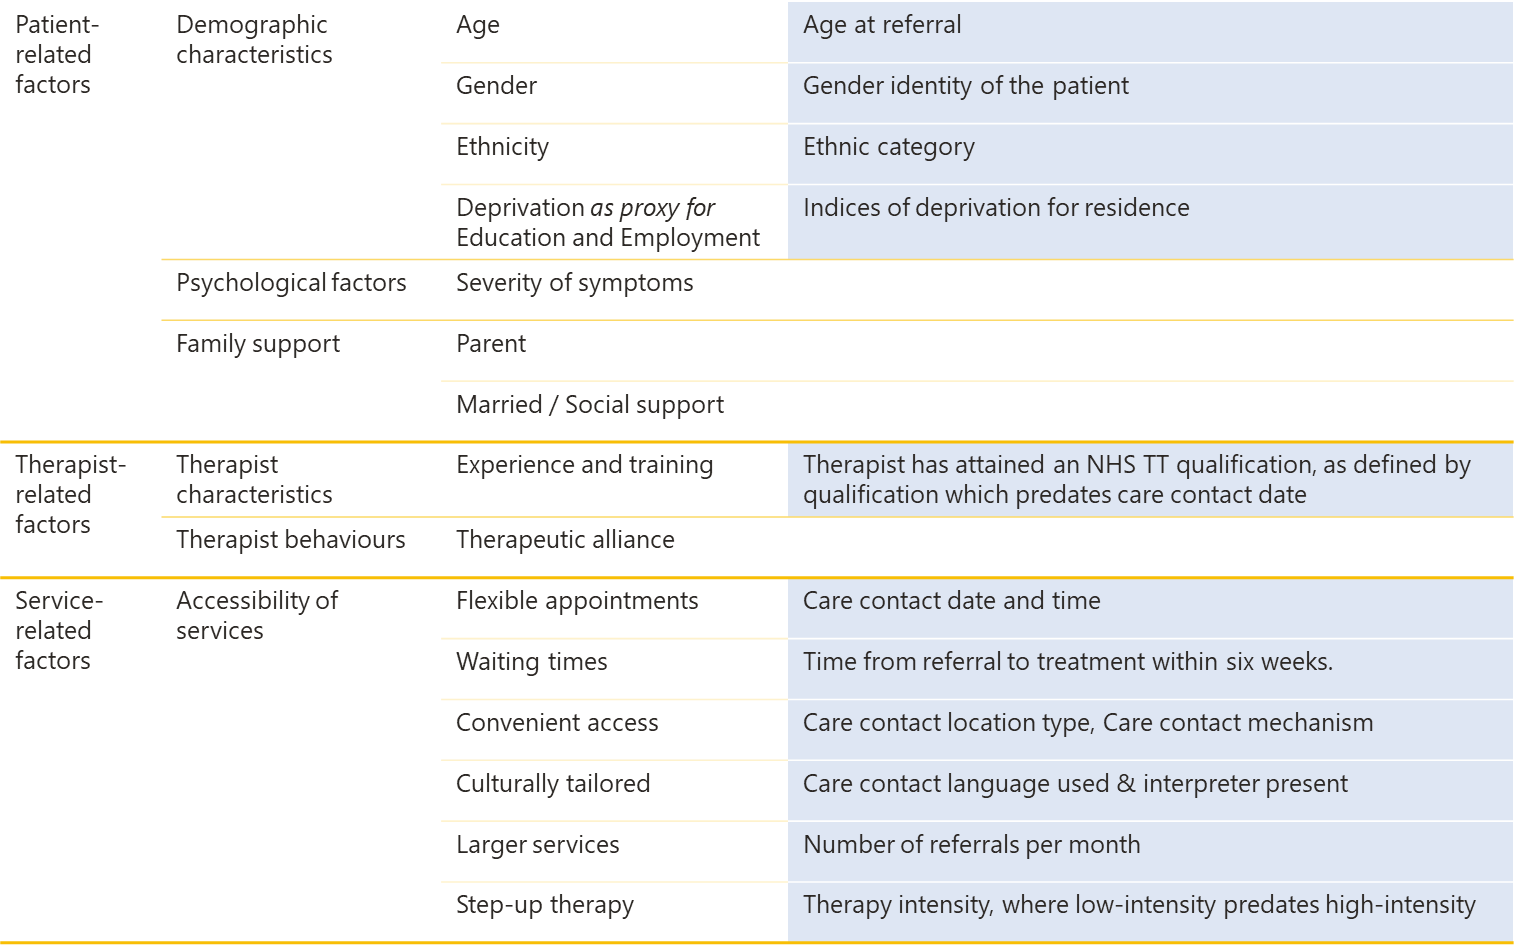 Patient-
related
factors
Demographic
characteristics
Age
Age at referral
Gender
Gender identity of the patient
Ethnicity
Ethnic category
Deprivation as proxy for
Education and Employment
Indices of deprivation for residence
Psychological factors
Severity of symptoms
Family support
Parent
Married / Social support
Therapist-
related
factors
Therapist
characteristics
Experience and training
Therapist has attained an NHS TT qualification, as defined by
qualification which predates care contact date
Therapist behaviours
Therapeutic alliance
Service-
related
factors
Accessibility of
services
Flexible appointments
Care contact date and time
Waiting times
Time from referral to treatment within six weeks.
Convenient access
Care contact location type, Care contact mechanism
Culturally tailored
Care contact language used & interpreter present
Larger services
Number of referrals per month
Step-up therapy
Therapy intensity, where low-intensity predates high-intensity